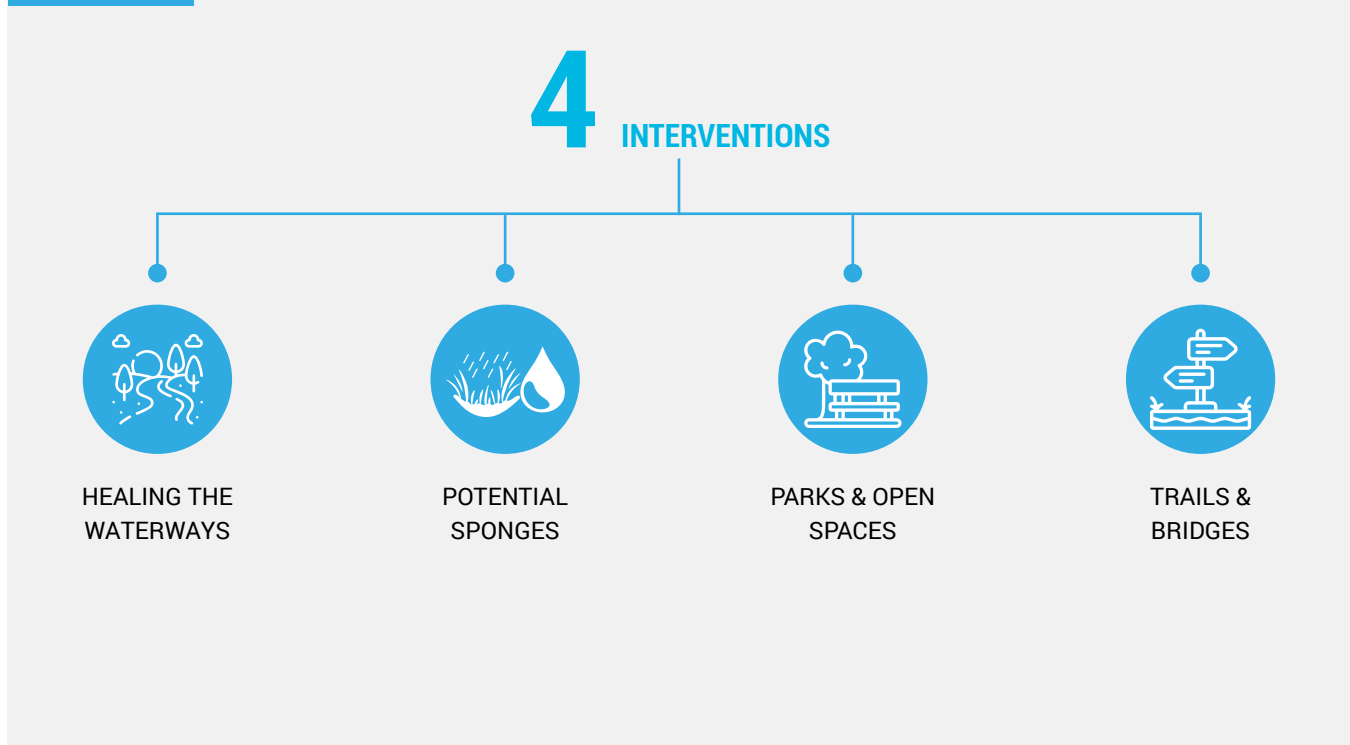 4 INTERVENTIONS
HEALING THE
WATERWAYS
POTENTIAL
SPONGES
PARKS & OPEN
SPACES
TRAILS &
BRIDGES